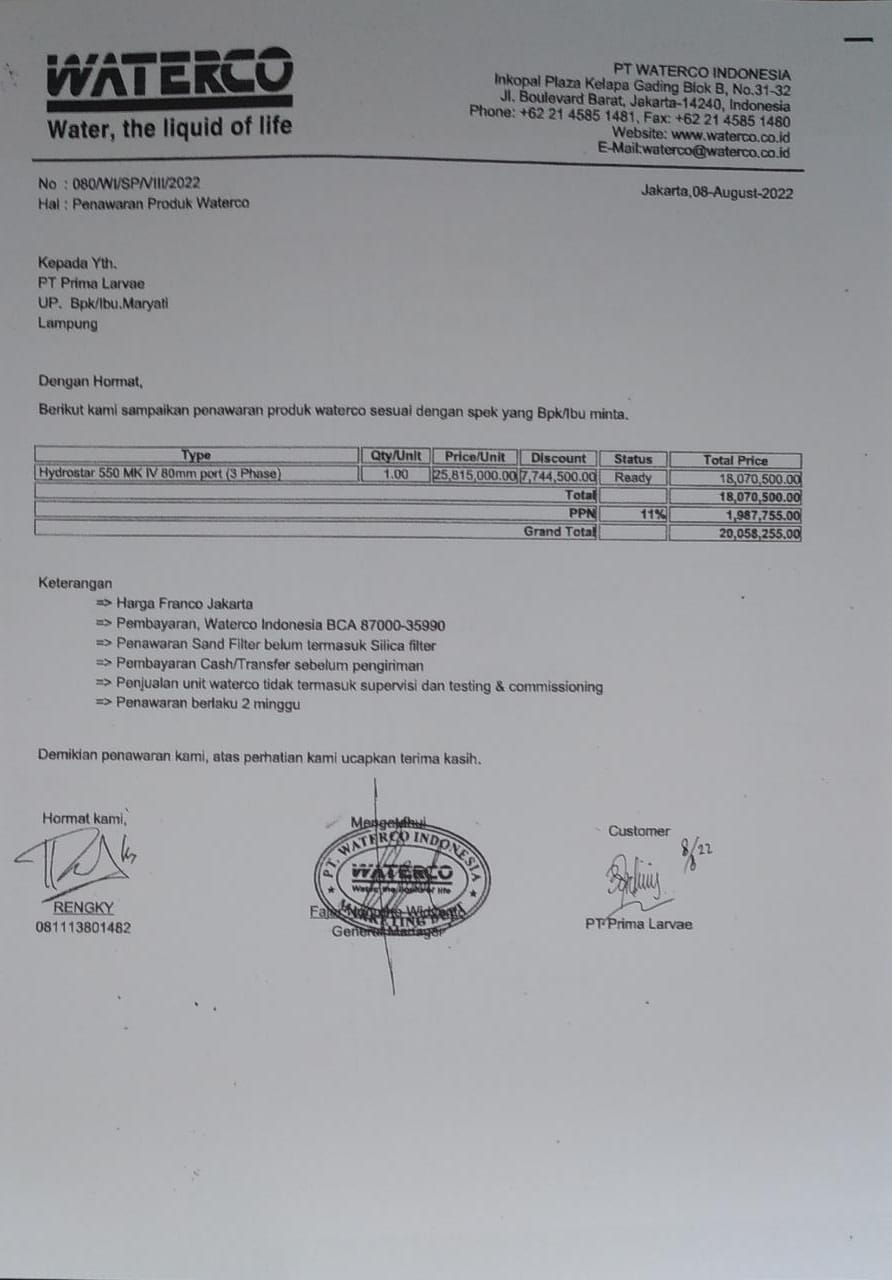 WATERCO
Water, the liquid of life
PT WATERCO INDONESIA
Inkopal Plaza Kelapa Gading Blok B, No.31-32
Jl. Boulevard Barat, Jakarta-14240, Indonesia
Phone: +62 21 4585 1481, Fax: +62 21 4585 1480
Website: www.waterco.co.id
E-Mail:waterco@waterco.co.id
No : 080/WI/SP/VIII/2022
Hal : Penawaran Produk Waterco
Jakarta,08-August-2022
Kepada Yth.
PT Prima Larvae
UP. Bpk/Ibu.Maryati
Lampung
Dengan Hormat,
Berikut kami sampaikan penawaran produk waterco sesuai dengan spek yang Bpk/Ibu minta.
Type Qty/Unit Price/Unit Discount Status Total Price
Hydrostar 550 MK IV 80mm port (3 Phase) 1.00 25,815,000.00 7,744,500.00 Ready 18,070,500.00
Total 18,070,500.00
PPN 11% 1,987,755.00
Grand Total 20,058,255.00
Keterangan
=> Harga Franco Jakarta
=> Pembayaran, Waterco Indonesia BCA 87000-35990
=> Penawaran Sand Filter belum termasuk Silica filter
=> Pembayaran Cash/Transfer sebelum pengiriman
=> Penjualan unit waterco tidak termasuk supervisi dan testing & commissioning
=> Penawaran berlaku 2 minggu
Demikian penawaran kami, atas perhatian kami ucapkan terima kasih.
Hormat kami,
RENGKY
081113801482
Mengetahui
PT. WATERCO INDONESIA
WATERCO
Water, the liquid of life
MARKETING DEPT
General Manager
Customer
8/8 22
PT Prima Larvae